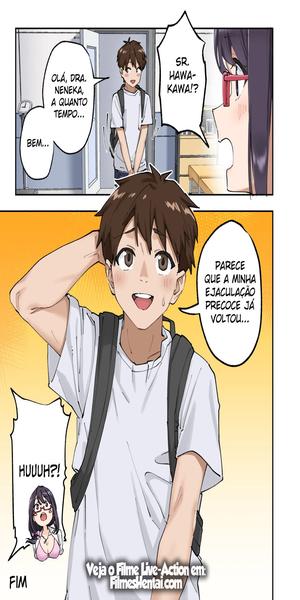 SR.
HAWA-
KAWA!?
OLÁ, DRA.
NENEKA,
A QUANTO
TEMPO...
BEM...
PARECE
QUE A MINHA
EJACULAÇÃO
PRECOCE JÁ
VOLTOU...
HUUUH?!
FIM
Veja o Filme Live-Action em:
FilmesHentai.com